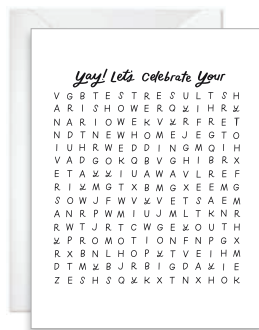 Yay! Let's Celebrate Your
V G B T E S T R E S U L T S H
A R I S H O W E R Q Y I H R Y
N A R I O W E K V Y R F R E T
N D T N E W H O M E J E G T O
I U H R W E D D I N G M Q I H
V A D G O K Q B V G H I B R X
E T A Y Y I U A W A V L R E F
R I Y M G T X B M G X E E M G
S O W J F W V Y V E T S A E M
A N R P W M I U J M L T K N R
R W T J R T C W G E Y O U T H
Y P R O M O T I O N F N P G X
R X B N L H O P Y T V E I H M
D T M Y B J R B I G D A Y I E
Z E S H S Q Y K X T N X H O K